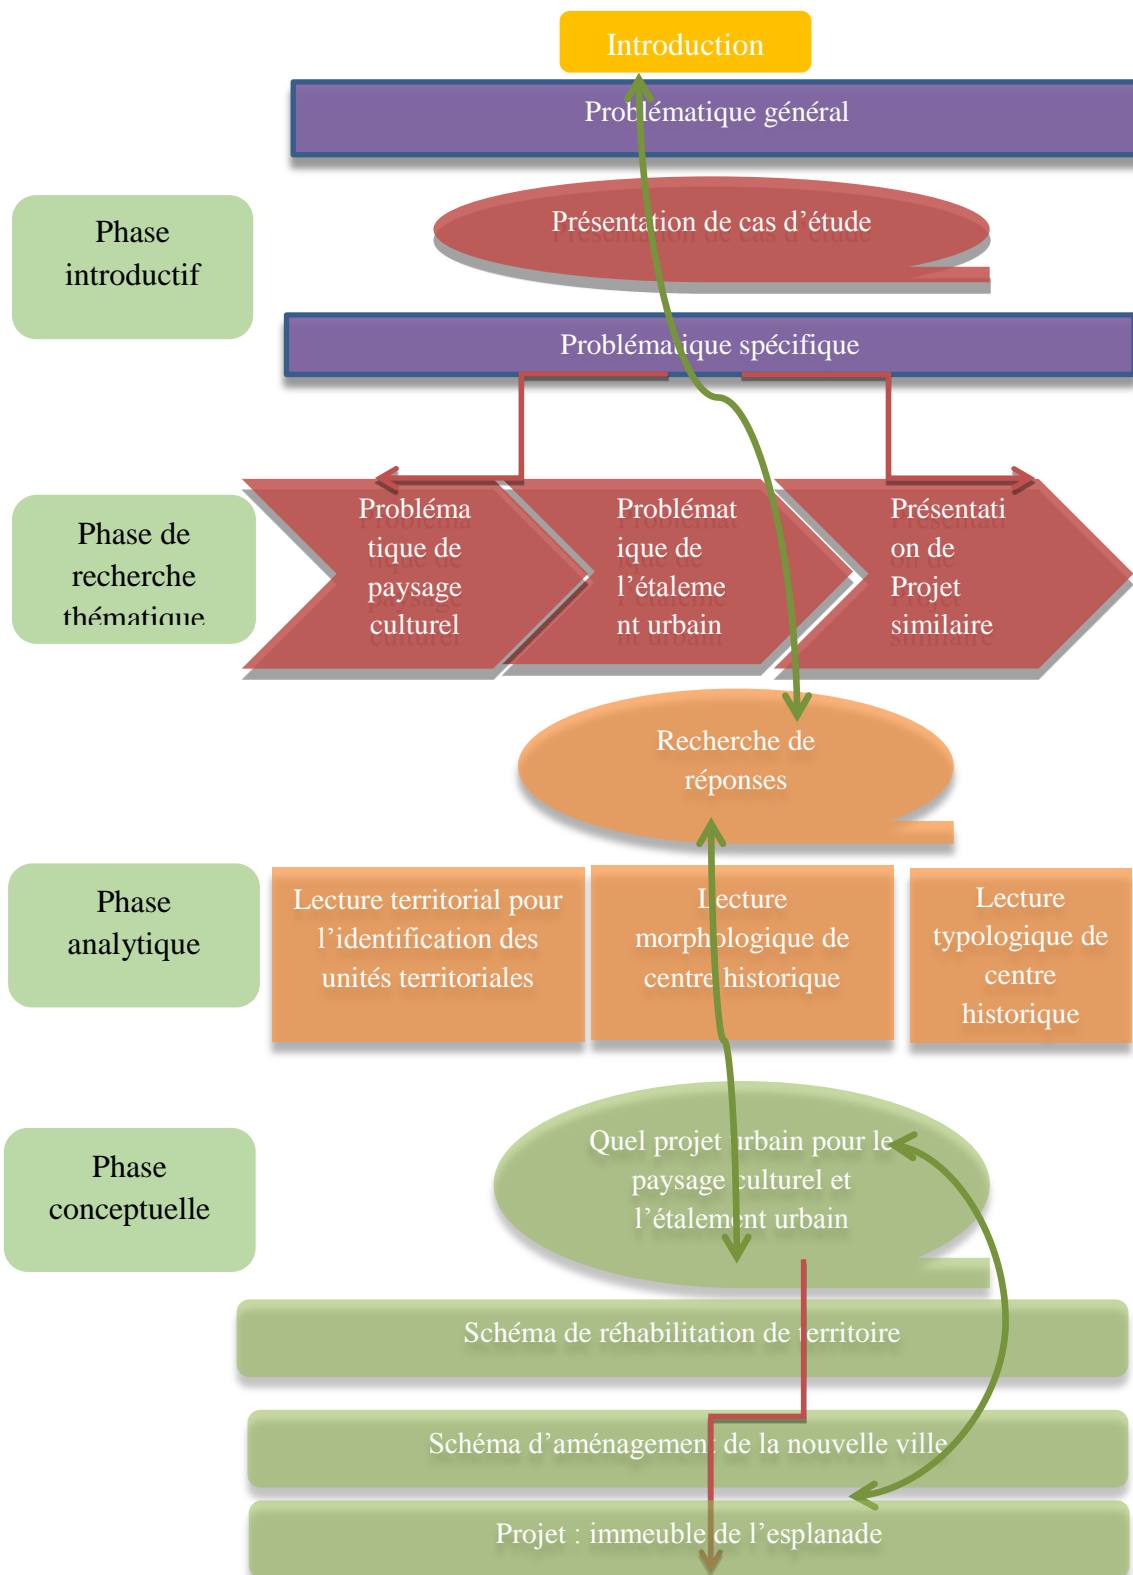 Introduction
Problématique général
Phase
introductif
Présentation de cas d’étude
Problématique spécifique
Phase de
recherche
thématique
Probléma
tique de
paysage
culturel
Problémat
ique de
l’étaleme
nt urbain
Présentati
on de
Projet
similaire
Recherche de
réponses
Phase
analytique
Lecture territorial pour
l’identification des
unités territoriales
Lecture
morphologique de
centre historique
Lecture
typologique de
centre
historique
Phase
conceptuelle
Quel projet urbain pour le
paysage culturel et
l’étalement urbain
Schéma de réhabilitation de territoire
Schéma d’aménagement de la nouvelle ville
Projet : immeuble de l’esplanade